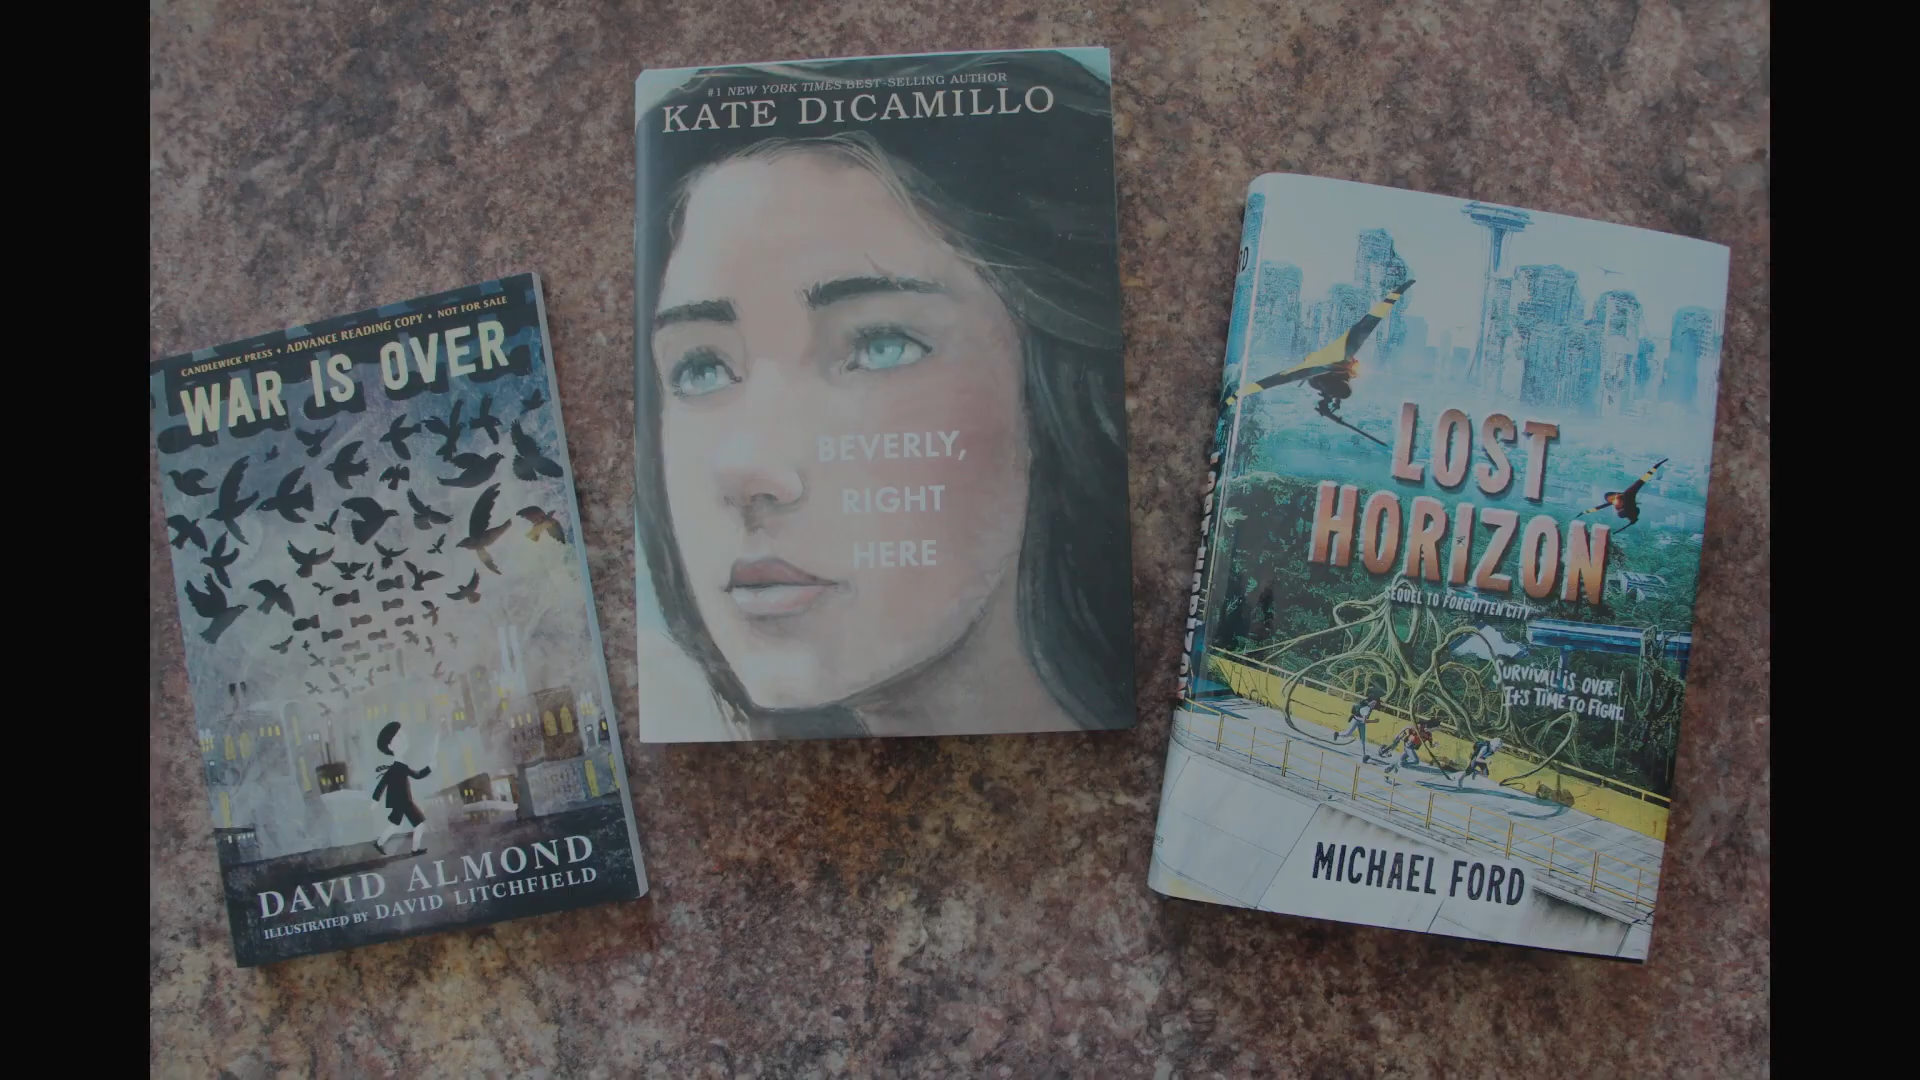 CANDLEWICK PRESS • ADVANCE READING COPY • NOT FOR SALE
WAR IS OVER
DAVID ALMOND
ILLUSTRATED BY DAVID LITCHFIELD
#1 NEW YORK TIMES BEST-SELLING AUTHOR
KATE DICAMILLO
BEVERLY,
RIGHT
HERE
LOST
HORIZON
SEQUEL TO FORGOTTEN CITY
SURVIVAL IS OVER.
IT'S TIME TO FIGHT.
MICHAEL FORD